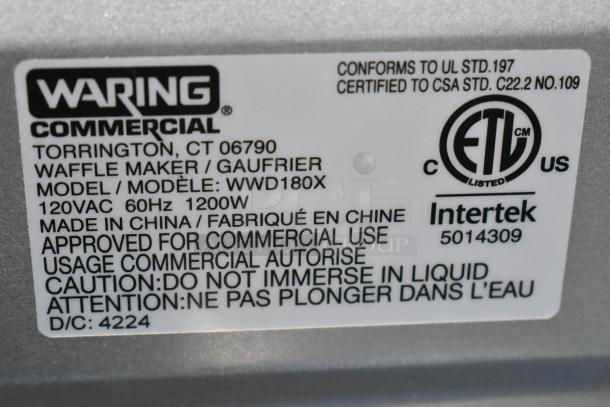 WARING®
COMMERCIAL
TORRINGTON, CT 06790
WAFFLE MAKER / GAUFRIER
MODEL / MODÈLE: WWD180X
120VAC 60Hz 1200W
MADE IN CHINA / FABRIQUÉ EN CHINE
APPROVED FOR COMMERCIAL USE
USAGE COMMERCIAL AUTORISÉ
CAUTION:DO NOT IMMERSE IN LIQUID
ATTENTION:NE PAS PLONGER DANS L'EAU
D/C: 4224
CONFORMS TO UL STD.197
CERTIFIED TO CSA STD. C22.2 NO.109
C ETL CM US
LISTED
Intertek
5014309